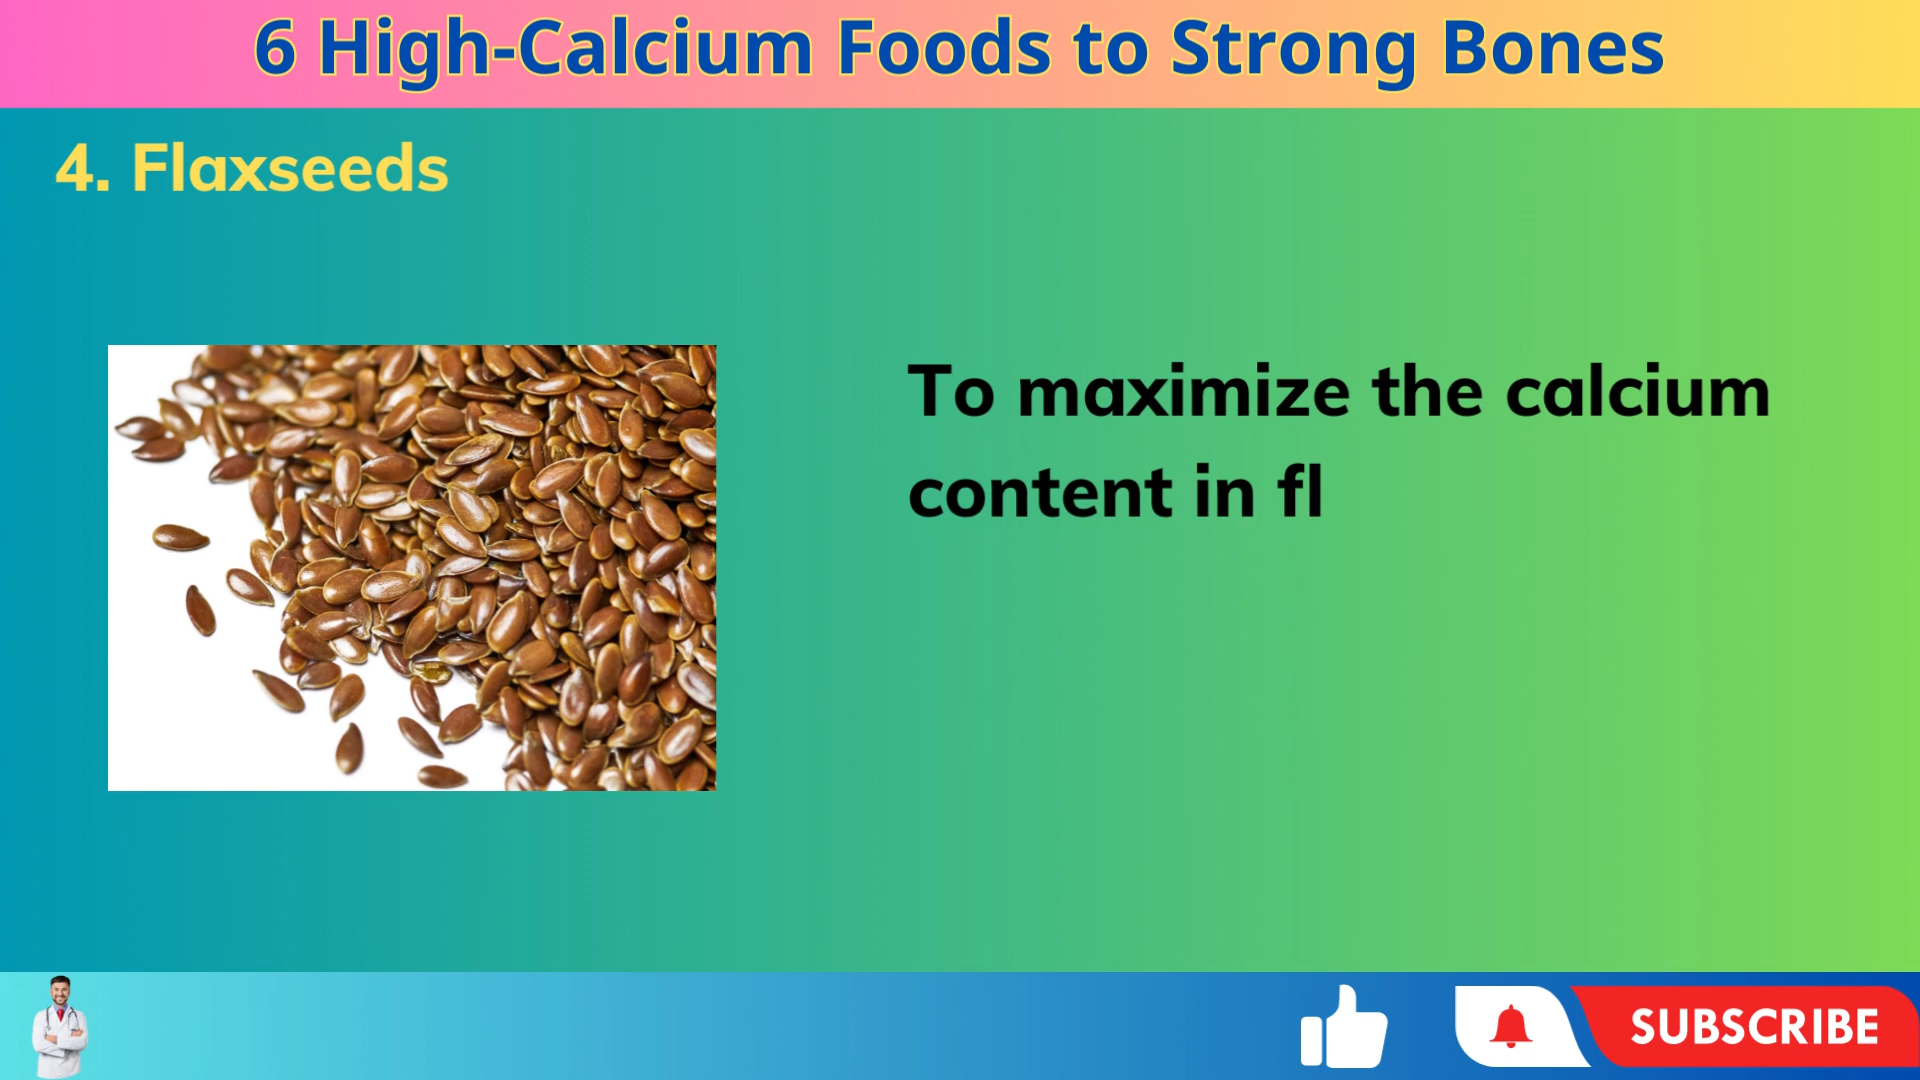 6 High-Calcium Foods to Strong Bones
4. Flaxseeds
To maximize the calcium
content in fl
SUBSCRIBE